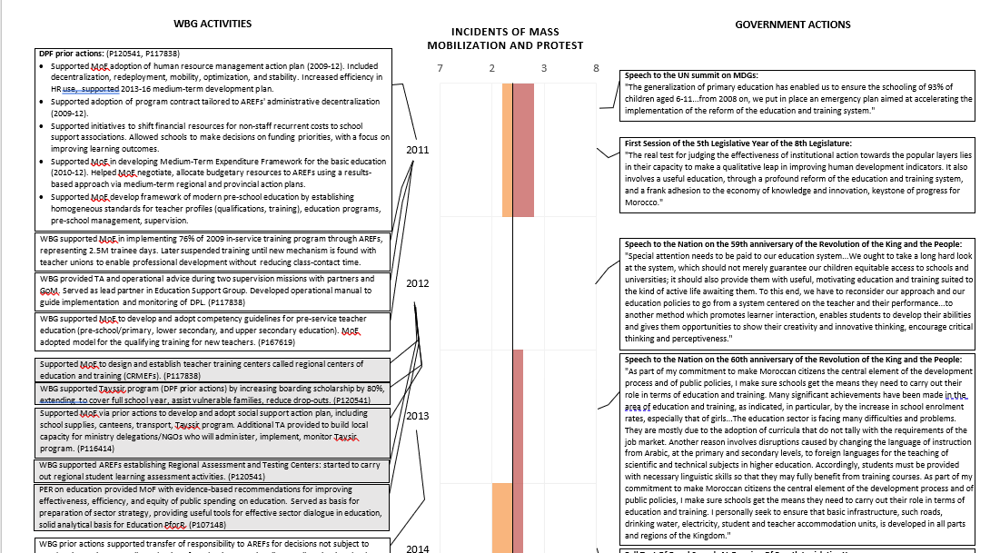 WBG ACTIVITIES
DPF prior actions: (P120541, P117838)
• Supported MoE adoption of human resource management action plan (2009-12). Included
decentralization, redeployment, mobility, optimization, and stability. Increased efficiency in
HR use, supported 2013-16 medium-term development plan.
• Supported adoption of program contract tailored to AREFs' administrative decentralization
(2009-12).
• Supported initiatives to shift financial resources for non-staff recurrent costs to school
support associations. Allowed schools to make decisions on funding priorities, with a focus on
improving learning outcomes.
• Supported MoE in developing Medium-Term Expenditure Framework for the basic education
(2010-12). Helped MoE negotiate, allocate budgetary resources to AREFs using a results-
based approach via medium-term regional and provincial action plans.
• Supported MoE develop framework of modern pre-school education by establishing
homogeneous standards for teacher profiles (qualifications, training), education programs,
pre-school management, supervision.
WBG supported MoE in implementing 76% of 2009 in-service training program through AREFs,
representing 2.5M trainee days. Later suspended training until new mechanism is found with
teacher unions to enable professional development without reducing class-contact time.
WBG provided TA and operational advice during two supervision missions with partners and
GoM. Served as lead partner in Education Support Group. Developed operational manual to
guide implementation and monitoring of DPL. (P117838)
WBG supported MoE to develop and adopt competency guidelines for pre-service teacher
education (pre-school/primary, lower secondary, and upper secondary education). MoE
adopted model for the qualifying training for new teachers. (P167619)
Supported MoE to design and establish teacher training centers called regional centers of
education and training (CRMEFs). (P117838)
WBG supported Tayssir program (DPF prior actions) by increasing boarding scholarship by 80%,
extending to cover full school year, assist vulnerable families, reduce drop-outs. (P120541)
Supported MoE via prior actions to develop and adopt social support action plan, including
school supplies, canteens, transport, Tayssir program. Additional TA provided to build local
capacity for ministry delegations/NGOs who will administer, implement, monitor Tayssir
program. (P116414)
WBG supported AREFs establishing Regional Assessment and Testing Centers: started to carry
out regional student learning assessment activities. (P120541)
PER on education provided MoF with evidence-based recommendations for improving
effectiveness, efficiency, and equity of public spending on education. Served as basis for
preparation of sector strategy, providing useful tools for effective sector dialogue in education,
solid analytical basis for Education PforR. (P107148)
WBG prior actions supported transfer of responsibility to AREFs for decisions not subject to
INCIDENTS OF MASS
MOBILIZATION AND PROTEST
7 2 3 8
2011
2012
2013
2014
GOVERNMENT ACTIONS
Speech to the UN summit on MDGs:
"The generalization of primary education has enabled us to ensure the schooling of 93% of
children aged 6-11...from 2008 on, we put in place an emergency plan aimed at accelerating the
implementation of the reform of the education and training system."
First Session of the 5th Legislative Year of the 8th Legislature:
"The real test for judging the effectiveness of institutional action towards the popular layers lies
in their capacity to make a qualitative leap in improving human development indicators. It also
involves a useful education, through a profound reform of the education and training system,
and a frank adhesion to the economy of knowledge and innovation, keystone of progress for
Morocco."
Speech to the Nation on the 59th anniversary of the Revolution of the King and the People:
"Special attention needs to be paid to our education system...We ought to take a long hard look
at the system, which should not merely guarantee our children equitable access to schools and
universities; it should also provide them with useful, motivating education and training suited to
the kind of active life awaiting them. To this end, we have to reconsider our approach and our
education policies to go from a system centered on the teacher and their performance...to
another method which promotes learner interaction, enables students to develop their abilities
and gives them opportunities to show their creativity and innovative thinking, encourage critical
thinking and perceptiveness."
Speech to the Nation on the 60th anniversary of the Revolution of the King and the People:
"As part of my commitment to make Moroccan citizens the central element of the development
process and of public policies, I make sure schools get the means they need to carry out their
role in terms of education and training. Many significant achievements have been made in the
area of education and training, as indicated, in particular, by the increase in school enrolment
rates, especially that of girls...The education sector is facing many difficulties and problems.
They are mostly due to the adoption of curricula that do not tally with the requirements of the
job market. Another reason involves disruptions caused by changing the language of instruction
from Arabic, at the primary and secondary levels, to foreign languages for the teaching of
scientific and technical subjects in higher education. Accordingly, students must be provided
with necessary linguistic skills so that they may fully benefit from training courses. As part of my
commitment to make Moroccan citizens the central element of the development process and of
public policies, I make sure schools get the means they need to carry out their role in terms of
education and training. I personally seek to ensure that basic infrastructure, such roads,
drinking water, electricity, student and teacher accommodation units, is developed in all parts
and regions of the Kingdom."